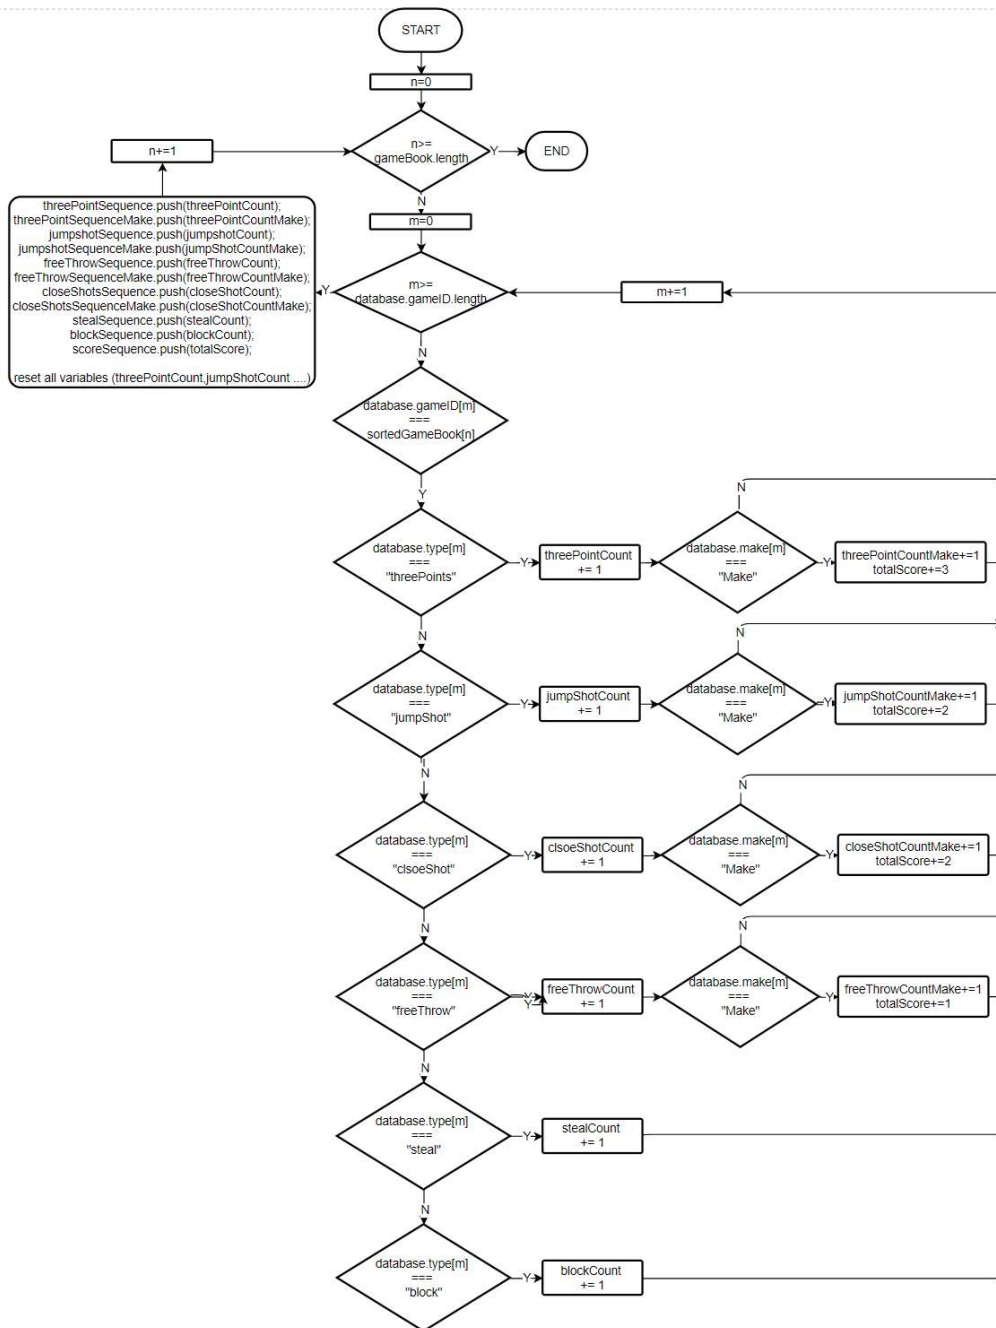 START
n=0
n>=
gameBook.length
Y
END
n+=1
N
m=0
threePointSequence.push(threePointCount);
threePointSequenceMake.push(threePointCountMake);
jumpshotSequence.push(jumpshotCount);
jumpshotSequenceMake.push(jumpShotCountMake);
freeThrowSequence.push(freeThrowCount);
freeThrowSequenceMake.push(freeThrowCountMake);
closeShotsSequence.push(closeShotCount);
closeShotsSequenceMake.push(closeShotCountMake);
stealSequence.push(stealCount);
blockSequence.push(blockCount);
scoreSequence.push(totalScore);
reset all variables (threePointCount,jumpShotCount ....)
Y
m>=
database.gameID.length
m+=1
N
database.gameID[m]
===
sortedGameBook[n]
Y
N
database.type[m]
===
"threePoints"
Y
threePointCount
+= 1
database.make[m]
===
"Make"
Y
threePointCountMake+=1
totalScore+=3
N
N
database.type[m]
===
"jumpShot"
Y
jumpShotCount
+= 1
database.make[m]
===
"Make"
Y
jumpShotCountMake+=1
totalScore+=2
N
N
database.type[m]
===
"clsoeShot"
Y
clsoeShotCount
+= 1
database.make[m]
===
"Make"
Y
closeShotCountMake+=1
totalScore+=2
N
N
database.type[m]
===
"freeThrow"
Y
Y
freeThrowCount
+= 1
database.make[m]
===
"Make"
Y
freeThrowCountMake+=1
totalScore+=1
N
database.type[m]
===
"steal"
Y
stealCount
+= 1
N
database.type[m]
===
"block"
Y
blockCount
+= 1